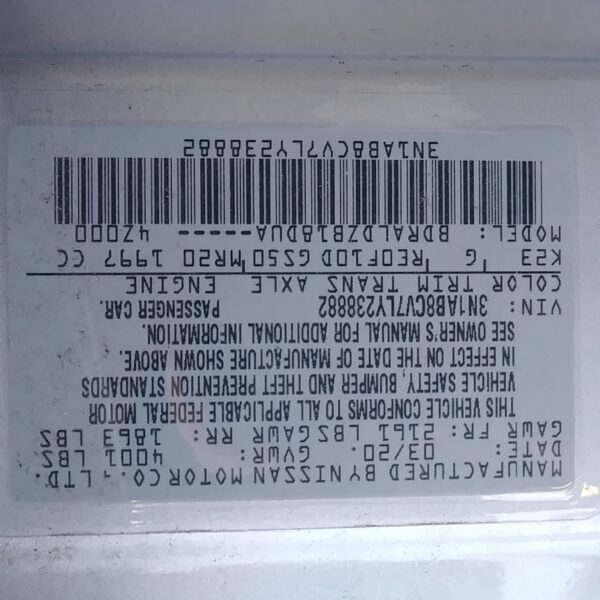 MANUFACTURED BY NISSAN MOTOR CO., LTD.
DATE: 03/20 GVWR: 4001 LBS
GAWR FR: 2161 LBS GAWR RR: 1863 LBS
THIS VEHICLE CONFORMS TO ALL APPLICABLE FEDERAL MOTOR
VEHICLE SAFETY, BUMPER AND THEFT PREVENTION STANDARDS
IN EFFECT ON THE DATE OF MANUFACTURE SHOWN ABOVE.
SEE OWNER'S MANUAL FOR ADDITIONAL INFORMATION.
VIN: 3N1AB8CV7LY238882 PASSENGER CAR.
COLOR TRIM TRANS AXLE ENGINE
K23 G RE0F10D GS50 MR20 1997 CC
MODEL: BDRALDZB18DUA------ 4Z000
3N1AB8CV7LY238882